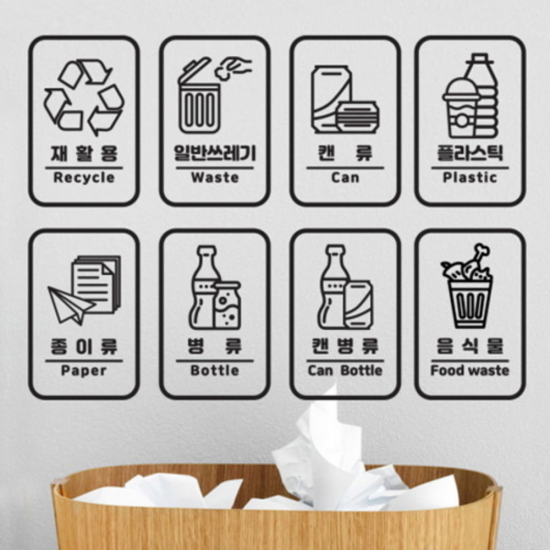 재활용
Recycle
일반쓰레기
Waste
캔류
Can
플라스틱
Plastic
종이류
Paper
병류
Bottle
캔병류
Can Bottle
음식물
Food waste